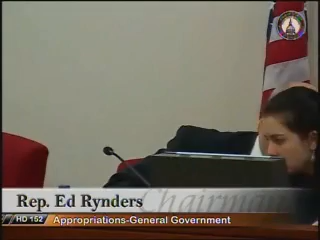 Rep. Ed Rynders
Chairman
HD 152 Appropriations-General Government